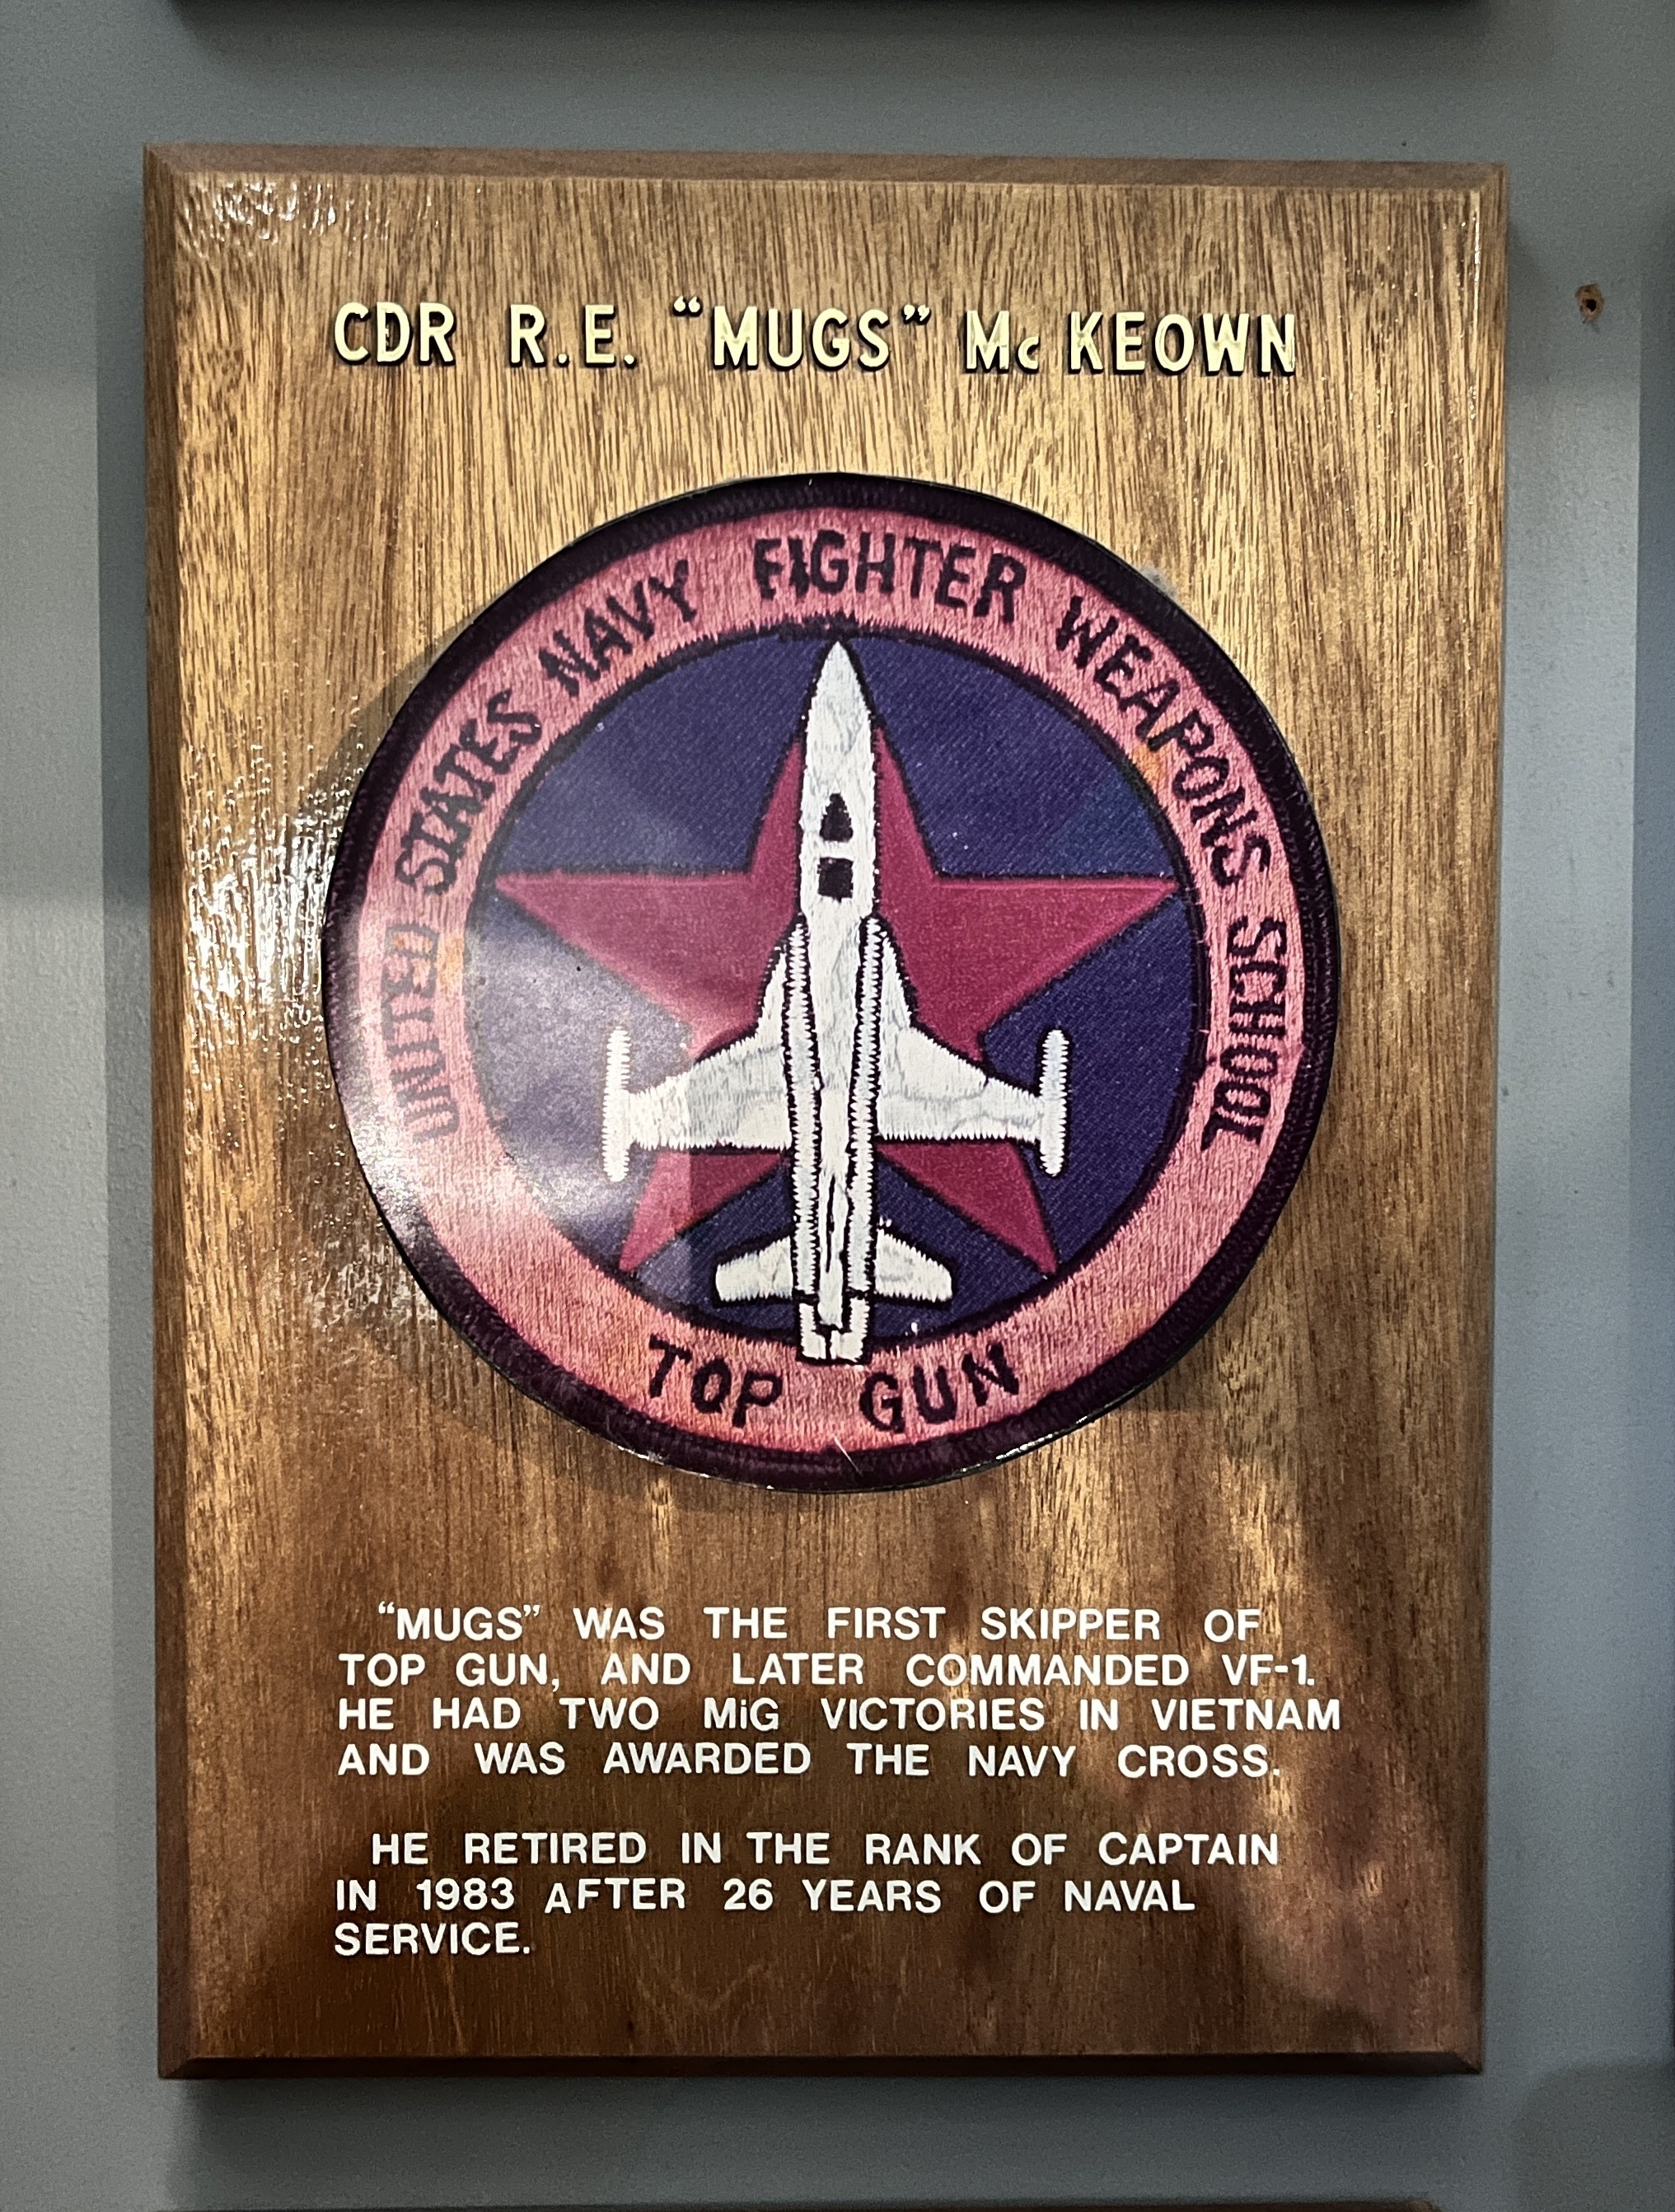 CDR R.E. “MUGS” Mc KEOWN
UNITED STATES NAVY FIGHTER WEAPONS SCHOOL
TOP GUN
“MUGS” WAS THE FIRST SKIPPER OF
TOP GUN, AND LATER COMMANDED VF-1.
HE HAD TWO MiG VICTORIES IN VIETNAM
AND WAS AWARDED THE NAVY CROSS.
HE RETIRED IN THE RANK OF CAPTAIN
IN 1983 AFTER 26 YEARS OF NAVAL
SERVICE.